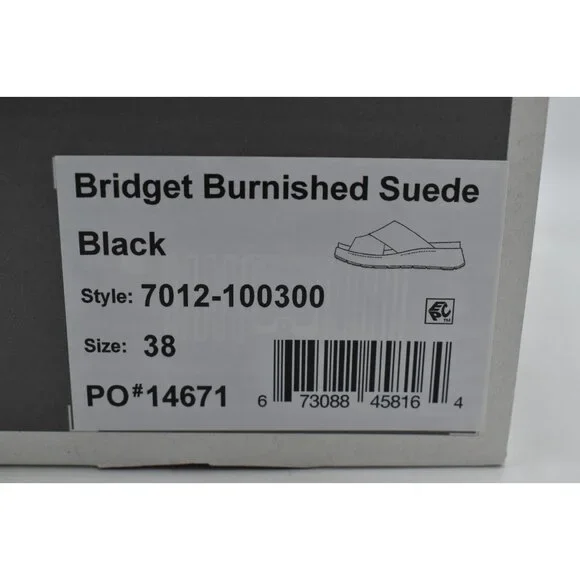 Bridget Burnished Suede
Black
Style: 7012-100300
Size: 38
PO#14671
6 73088 45816 4